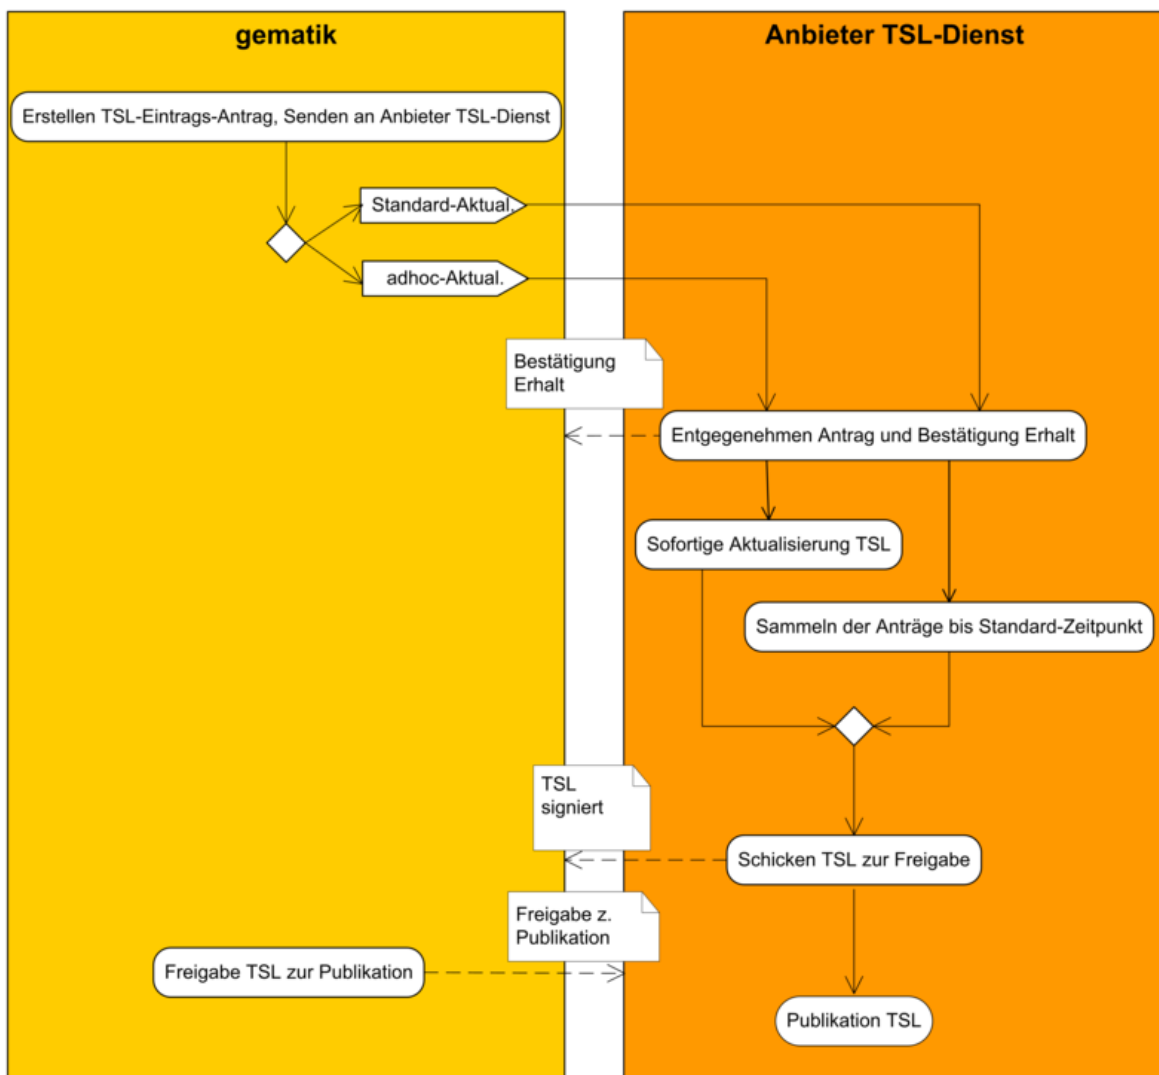 gematik
Anbieter TSL-Dienst
Erstellen TSL-Eintrags-Antrag, Senden an Anbieter TSL-Dienst
Standard-Aktual.
adhoc-Aktual.
Bestätigung
Erhalt
Entgegenehmen Antrag und Bestätigung Erhalt
Sofortige Aktualisierung TSL
Sammeln der Anträge bis Standard-Zeitpunkt
TSL
signiert
Schicken TSL zur Freigabe
Freigabe z.
Publikation
Freigabe TSL zur Publikation
Publikation TSL